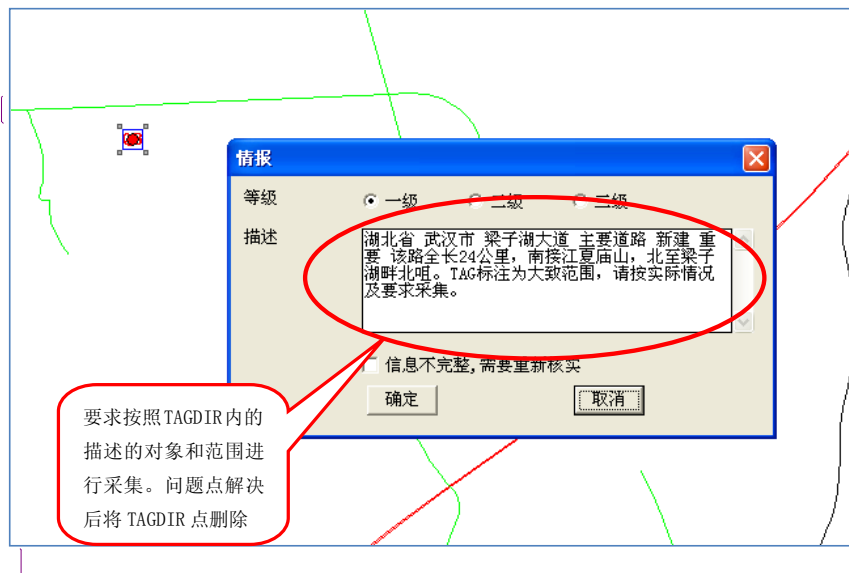 情报
等级
一级 二级 三级
描述
湖北省 武汉市 梁子湖大道 主要道路 新建 重
要 该路全长24公里，南接江夏庙山，北至梁子
湖畔北咀。TAG标注为大致范围，请按实际情况
及要求采集。
信息不完整,需要重新核实
确定 取消
要求按照TAGDIR内的
描述的对象和范围进
行采集。问题点解决
后将 TAGDIR 点删除